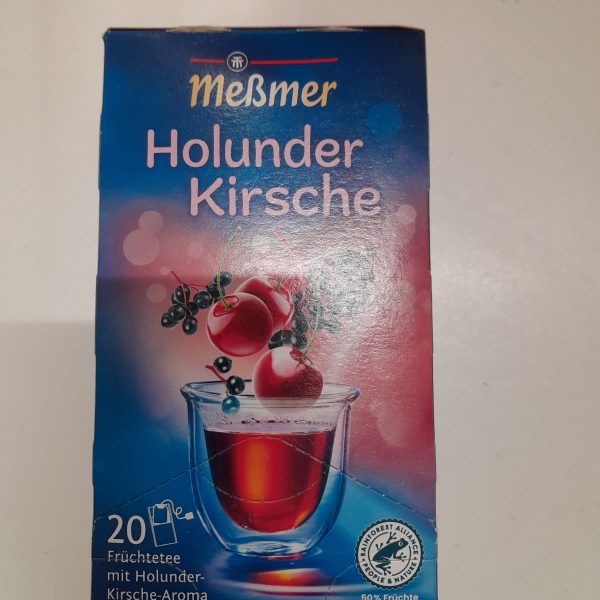 Meßmer
Holunder
Kirsche
20
Früchtetee
mit Holunder-
Kirsche-Aroma
RAINFOREST ALLIANCE
PEOPLE & NATURE
50% Früchte